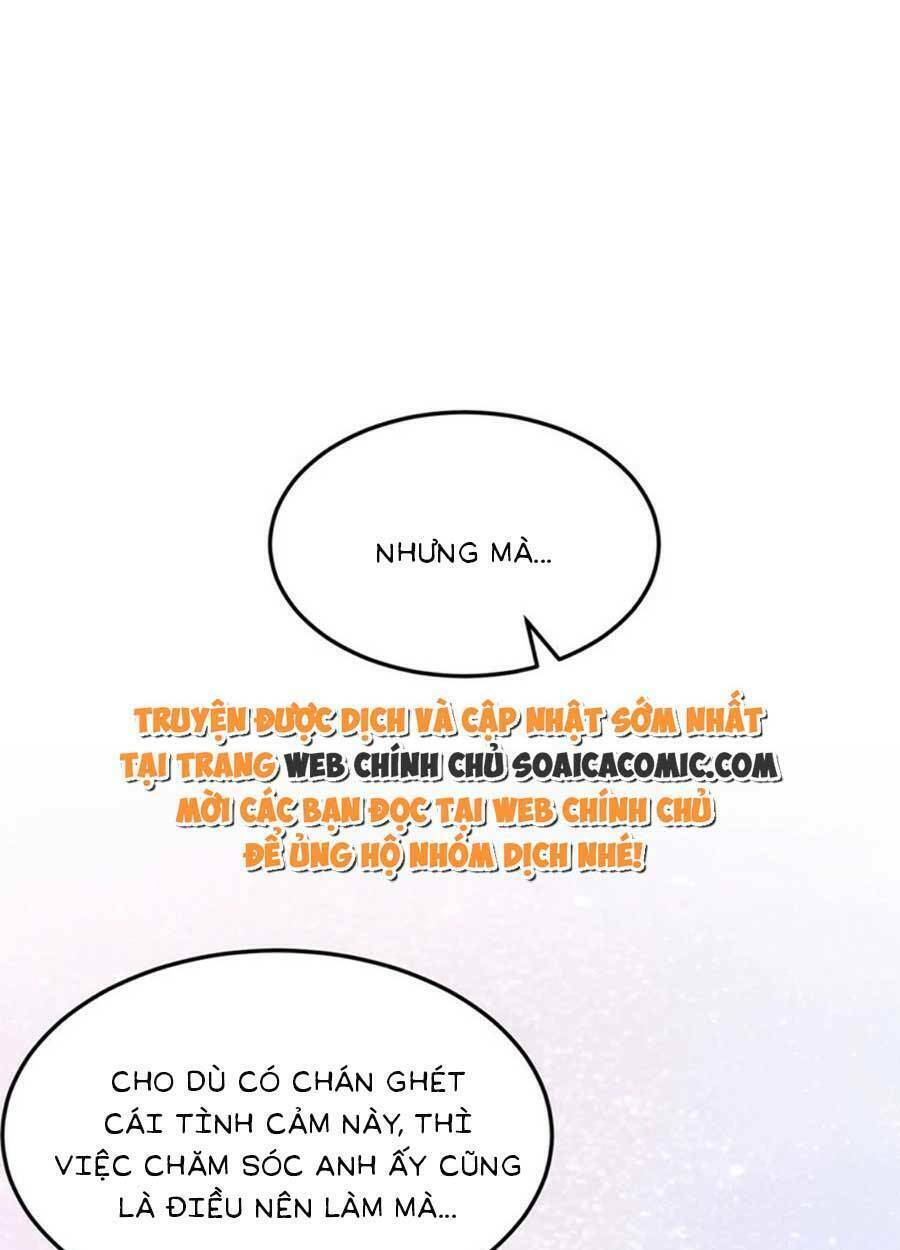 NHƯNG MÀ...
TRUYỆN ĐƯỢC DỊCH VÀ CẬP NHẬT SỚM NHẤT
TẠI TRANG WEB CHÍNH CHỦ SOAICACOMIC.COM
MỜI CÁC BẠN ĐỌC TẠI WEB CHÍNH CHỦ
ĐỂ ỦNG HỘ NHÓM DỊCH NHÉ!
CHO DÙ CÓ CHÁN GHÉT
CÁI TÌNH CẢM NÀY, THÌ
VIỆC CHĂM SÓC ANH ẤY CŨNG
LÀ ĐIỀU NÊN LÀM MÀ...